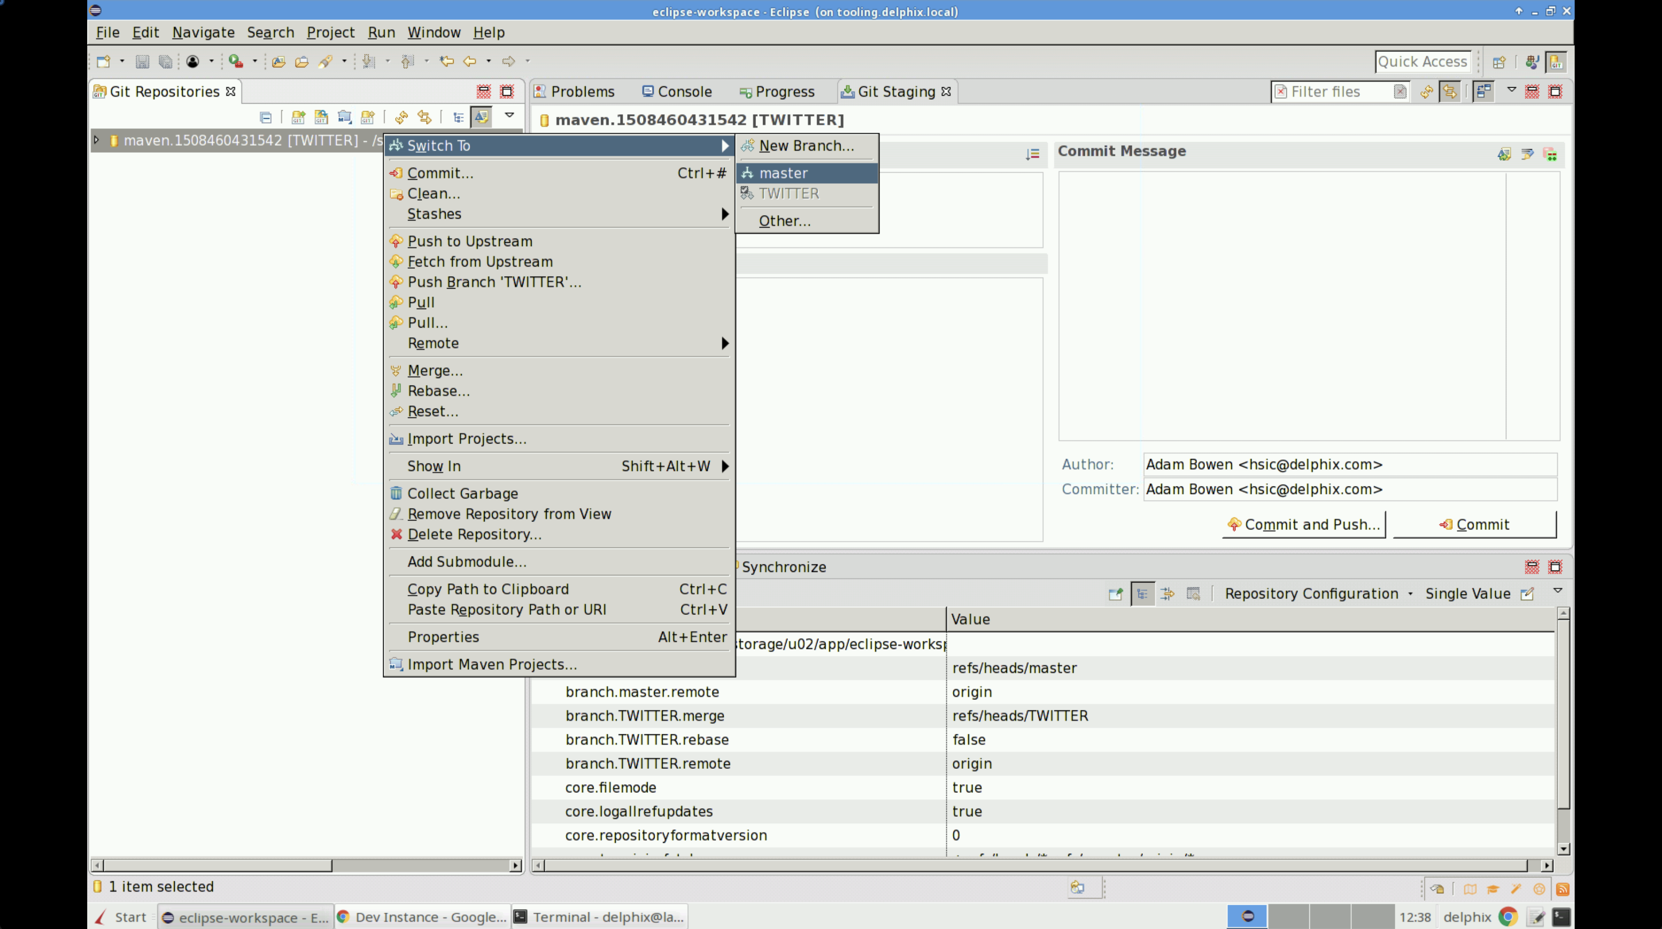 eclipse-workspace - Eclipse (on tooling.delphix.local)
File Edit Navigate Search Project Run Window Help
Quick Access
Git Repositories
Problems Console Progress Git Staging Filter files
maven.1508460431542 [TWITTER]
maven.1508460431542 [TWITTER] - /s
Switch To
Commit... Ctrl+#
Clean...
Stashes
Push to Upstream
Fetch from Upstream
Push Branch 'TWITTER'...
Pull
Pull...
Remote
Merge...
Rebase...
Reset...
Import Projects...
Show In Shift+Alt+W
Collect Garbage
Remove Repository from View
Delete Repository...
Add Submodule...
Copy Path to Clipboard Ctrl+C
Paste Repository Path or URI Ctrl+V
Properties Alt+Enter
Import Maven Projects...
New Branch...
master
TWITTER
Other...
Commit Message
Author: Adam Bowen <hsic@delphix.com>
Committer: Adam Bowen <hsic@delphix.com>
Commit and Push... Commit
Synchronize
Repository Configuration Single Value
Value
storage/u02/app/eclipse-worksp
refs/heads/master
branch.master.remote origin
branch.TWITTER.merge refs/heads/TWITTER
branch.TWITTER.rebase false
branch.TWITTER.remote origin
core.filemode true
core.logallrefupdates true
core.repositoryformatversion 0
1 item selected
Start eclipse-workspace - E... Dev Instance - Google... Terminal - delphix@la... 12:38 delphix